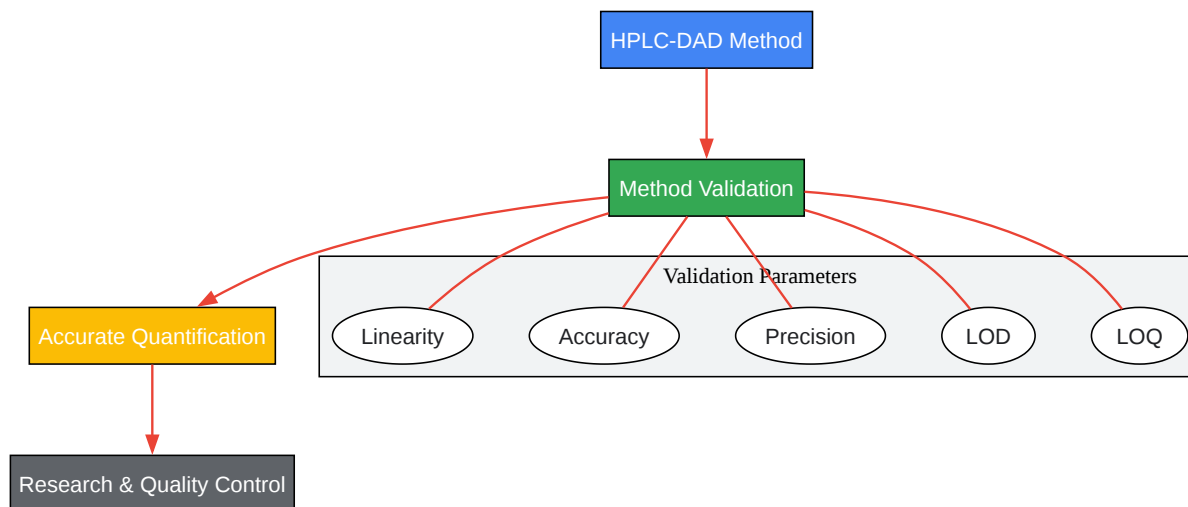 HPLC-DAD Method
Method Validation
Validation Parameters
Accurate Quantification
Linearity
Accuracy
Precision
LOD
LOQ
Research & Quality Control